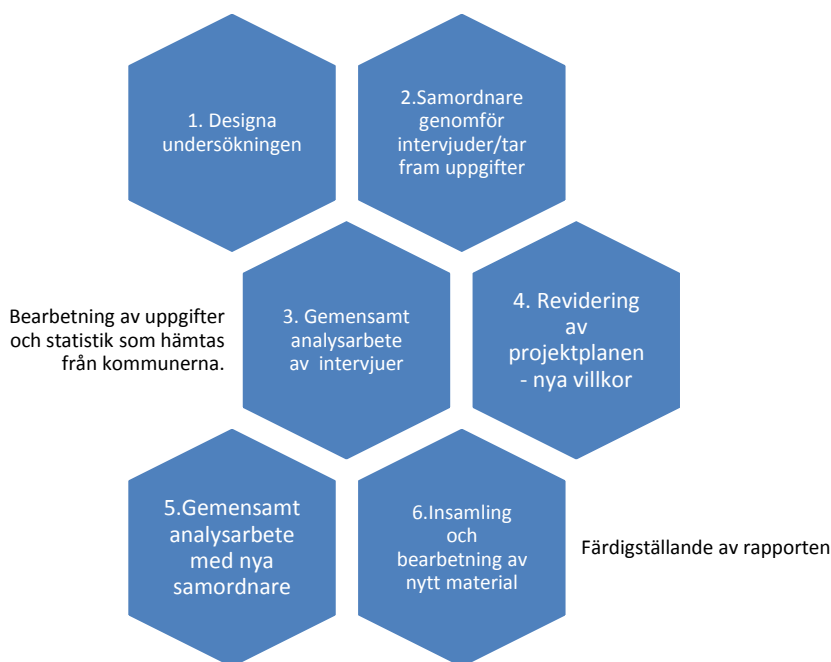 1. Designa
undersökningen
2.Samordnare
genomför
intervjuder/tar
fram uppgifter
Bearbetning av uppgifter
och statistik som hämtas
från kommunerna.
3. Gemensamt
analysarbete
av intervjuer
4. Revidering
av
projektplanen
- nya villkor
5.Gemensamt
analysarbete
med nya
samordnare
6.Insamling
och
bearbetning av
nytt material
Färdigställande av rapporten